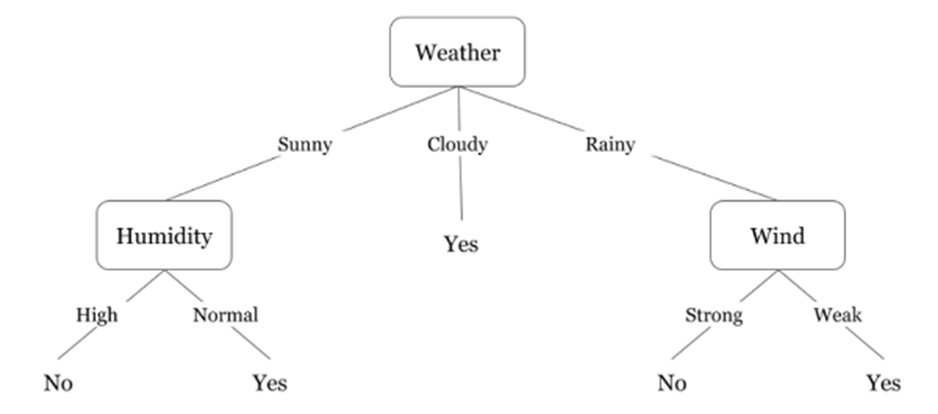 Weather
Sunny
Cloudy
Rainy
Humidity
Yes
Wind
High
Normal
Strong
Weak
No
Yes
No
Yes